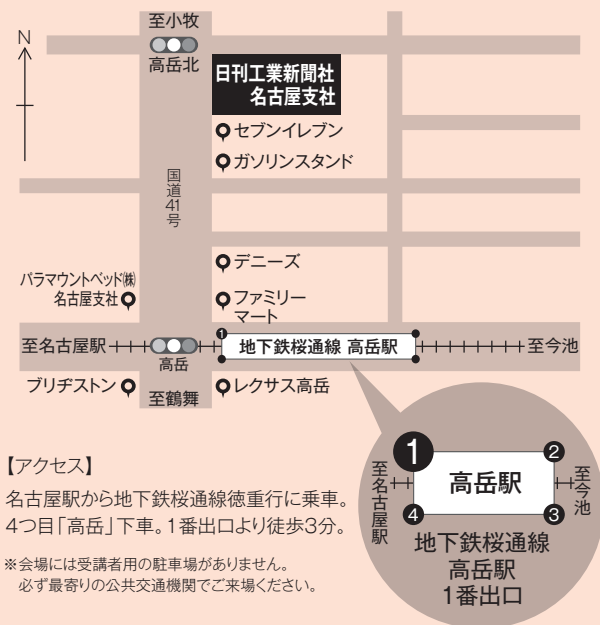 至小牧
N
高岳北
日刊工業新聞社
名古屋支社
セブンイレブン
ガソリンスタンド
国道41号
デニーズ
パラマウントベッド㈱
名古屋支社
ファミリー
マート
至名古屋駅
高岳
1
地下鉄桜通線 高岳駅
至今池
ブリヂストン
至鶴舞
レクサス高岳
【アクセス】
名古屋駅から地下鉄桜通線徳重行に乗車。
4つ目「高岳」下車。1番出口より徒歩3分。
※会場には受講者用の駐車場がありません。
必ず最寄りの公共交通機関でご来場ください。
1
2
至名古屋駅
高岳駅
至今池
4
3
地下鉄桜通線
高岳駅
1番出口